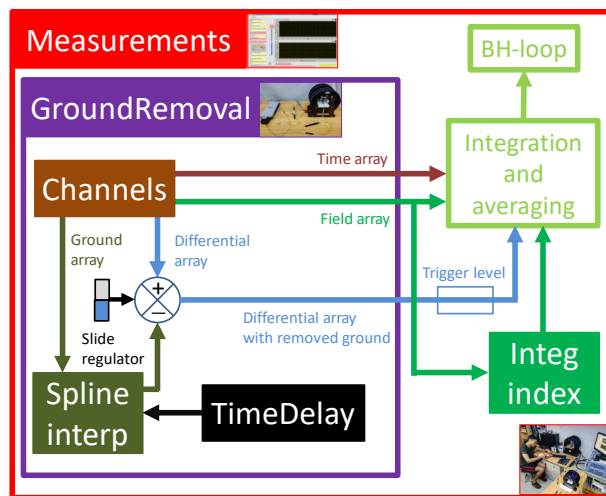 Measurements
BH-loop
GroundRemoval
Time array
Integration
and
averaging
Channels
Field array
Ground
array
Differential
array
Trigger level
+
−
Slide
regulator
Differential array
with removed ground
Spline
interp
TimeDelay
Integ
index